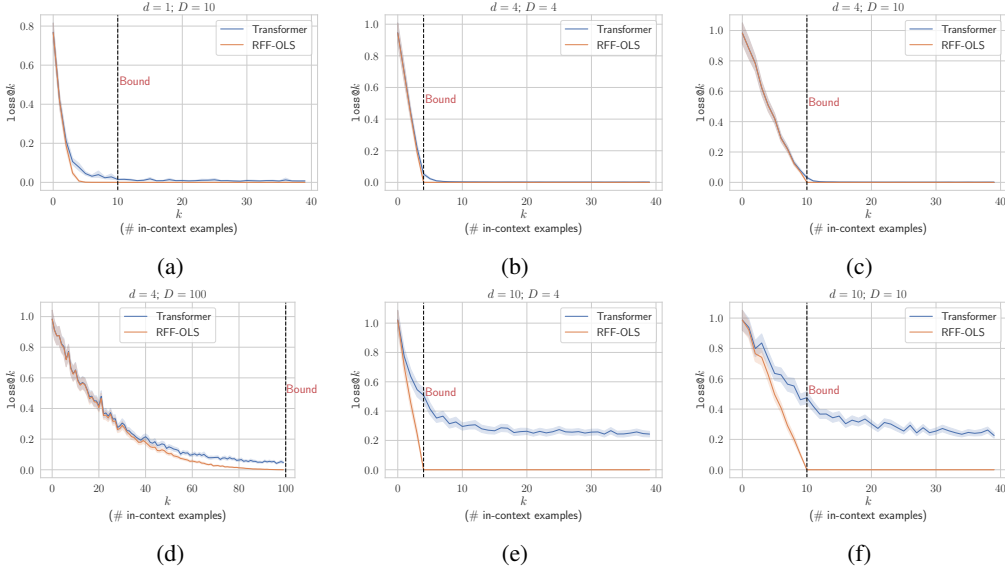 d = 1; D = 10
loss@k
0.8
0.6
0.4
0.2
0.0
Transformer
RFF-OLS
Bound
0 10 20 30 40
k
(# in-context examples)
(a)
d = 4; D = 4
loss@k
1.0
0.8
0.6
0.4
0.2
0.0
Transformer
RFF-OLS
Bound
0 10 20 30 40
k
(# in-context examples)
(b)
d = 4; D = 10
loss@k
1.0
0.8
0.6
0.4
0.2
0.0
Transformer
RFF-OLS
Bound
0 10 20 30 40
k
(# in-context examples)
(c)
d = 4; D = 100
loss@k
1.0
0.8
0.6
0.4
0.2
0.0
Transformer
RFF-OLS
Bound
0 20 40 60 80 100
k
(# in-context examples)
(d)
d = 10; D = 4
loss@k
1.0
0.8
0.6
0.4
0.2
0.0
Transformer
RFF-OLS
Bound
0 10 20 30 40
k
(# in-context examples)
(e)
d = 10; D = 10
loss@k
1.0
0.8
0.6
0.4
0.2
0.0
Transformer
RFF-OLS
Bound
0 10 20 30 40
k
(# in-context examples)
(f)